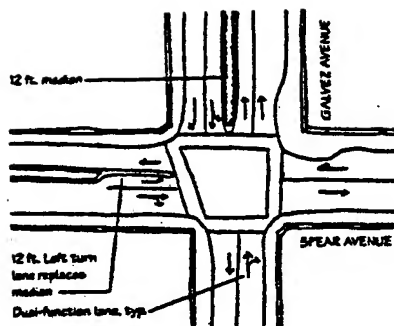 12 ft. median
GALVEZ AVENUE
SPEAR AVENUE
12 ft. Left turn
lane replaces
median
Dual-function lane, typ.